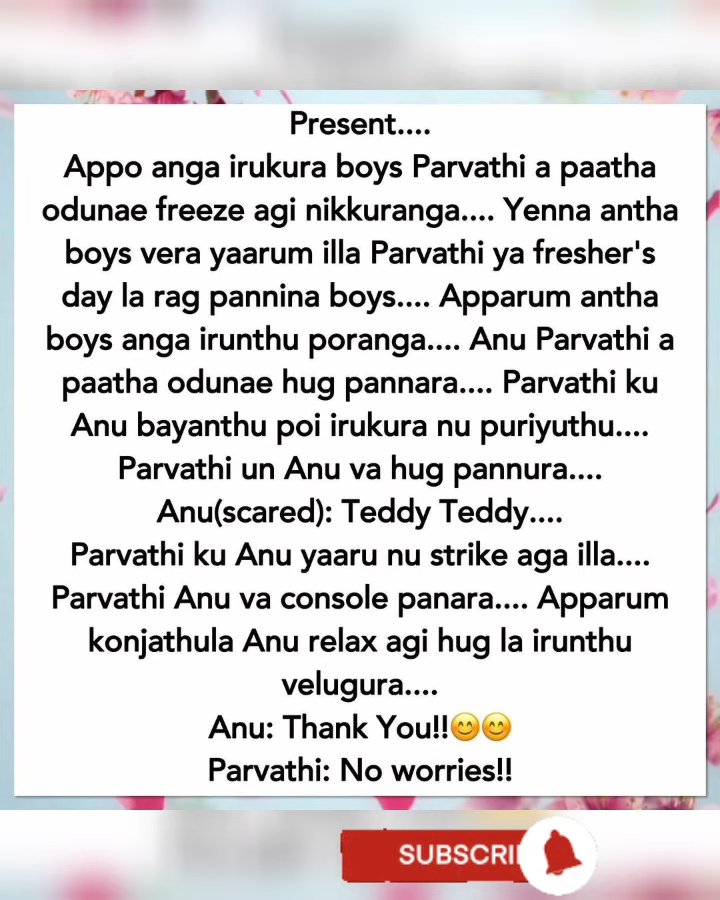 Present....
Appo anga irukura boys Parvathi a paatha
odunae freeze agi nikkuranga.... Yenna antha
boys vera yaarum illa Parvathi ya fresher's
day la rag pannina boys.... Apparum antha
boys anga irunthu poranga.... Anu Parvathi a
paatha odunae hug pannara.... Parvathi ku
Anu bayanthu poi irukura nu puriyuthu....
Parvathi un Anu va hug pannura....
Anu(scared): Teddy Teddy....
Parvathi ku Anu yaaru nu strike aga illa....
Parvathi Anu va console panara.... Apparum
konjathula Anu relax agi hug la irunthu
velugura....
Anu: Thank You!!😊😊
Parvathi: No worries!!
SUBSCRI